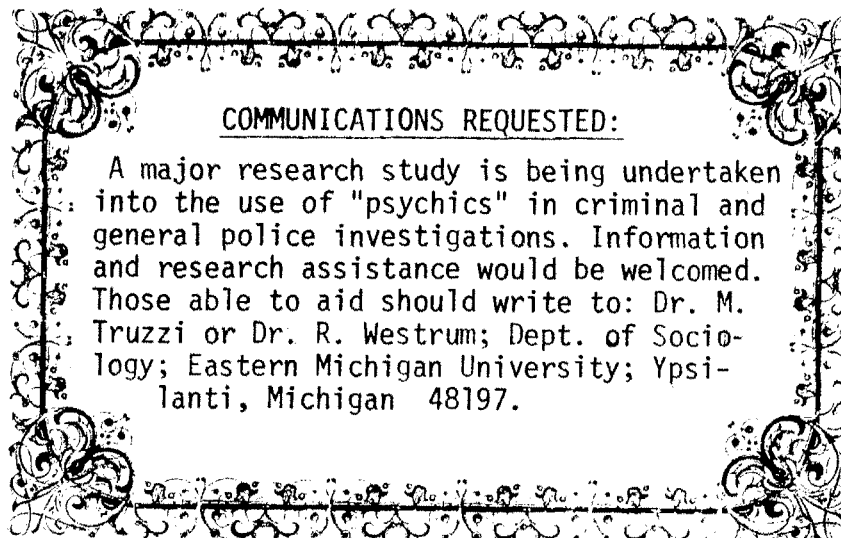 COMMUNICATIONS REQUESTED:
A major research study is being undertaken
into the use of "psychics" in criminal and
general police investigations. Information
and research assistance would be welcomed.
Those able to aid should write to: Dr. M.
Truzzi or Dr. R. Westrum; Dept. of Socio-
logy; Eastern Michigan University; Ypsi-
lanti, Michigan 48197.